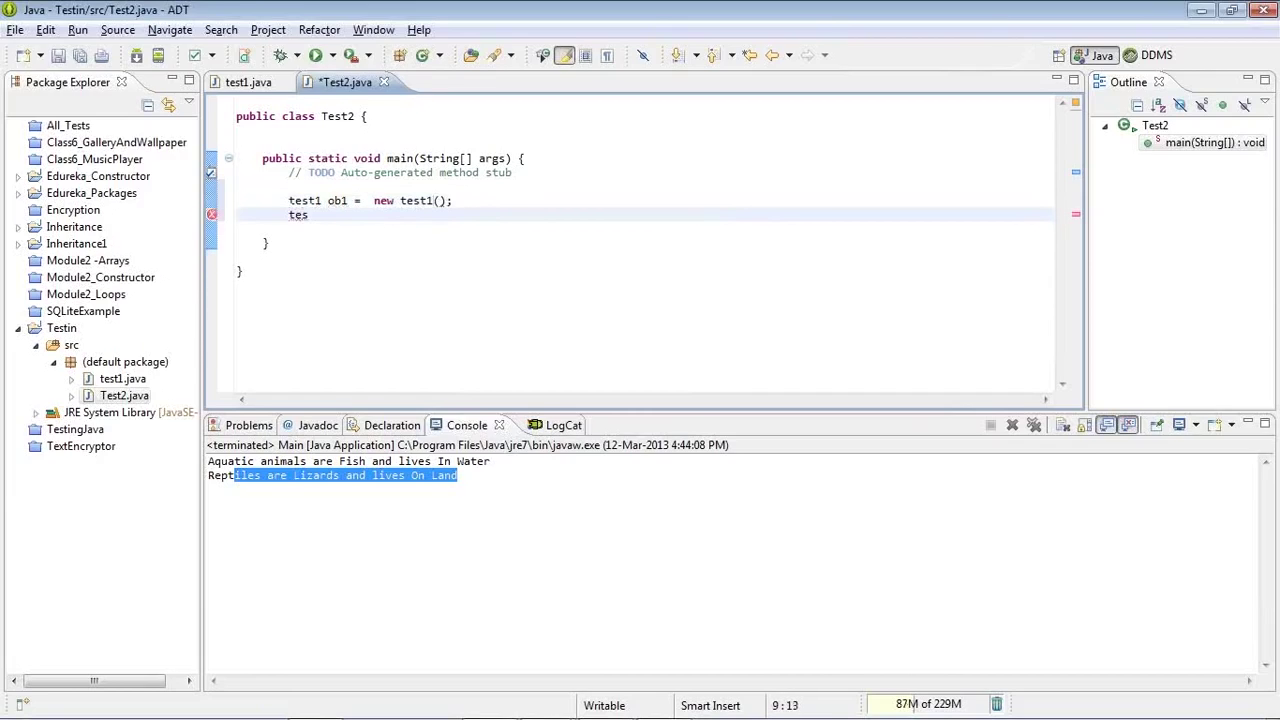 Java - Testin/src/Test2.java - ADT
File Edit Run Source Navigate Search Project Refactor Window Help
Java DDMS
Package Explorer
All_Tests
Class6_GalleryAndWallpaper
Class6_MusicPlayer
Edureka_Constructor
Edureka_Packages
Encryption
Inheritance
Inheritance1
Module2 -Arrays
Module2_Constructor
Module2_Loops
SQLiteExample
Testin
src
(default package)
test1.java
Test2.java
JRE System Library [JavaSE-
TestingJava
TextEncryptor
test1.java *Test2.java
public class Test2 {
public static void main(String[] args) {
// TODO Auto-generated method stub
test1 ob1 =  new test1();
tes
}
}
Outline
Test2
main(String[]) : void
Problems Javadoc Declaration Console LogCat
<terminated> Main [Java Application] C:\Program Files\Java\jre7\bin\javaw.exe (12-Mar-2013 4:44:08 PM)
Aquatic animals are Fish and lives In Water
Reptiles are Lizards and lives On Land
Writable Smart Insert 9 : 13 87M of 229M